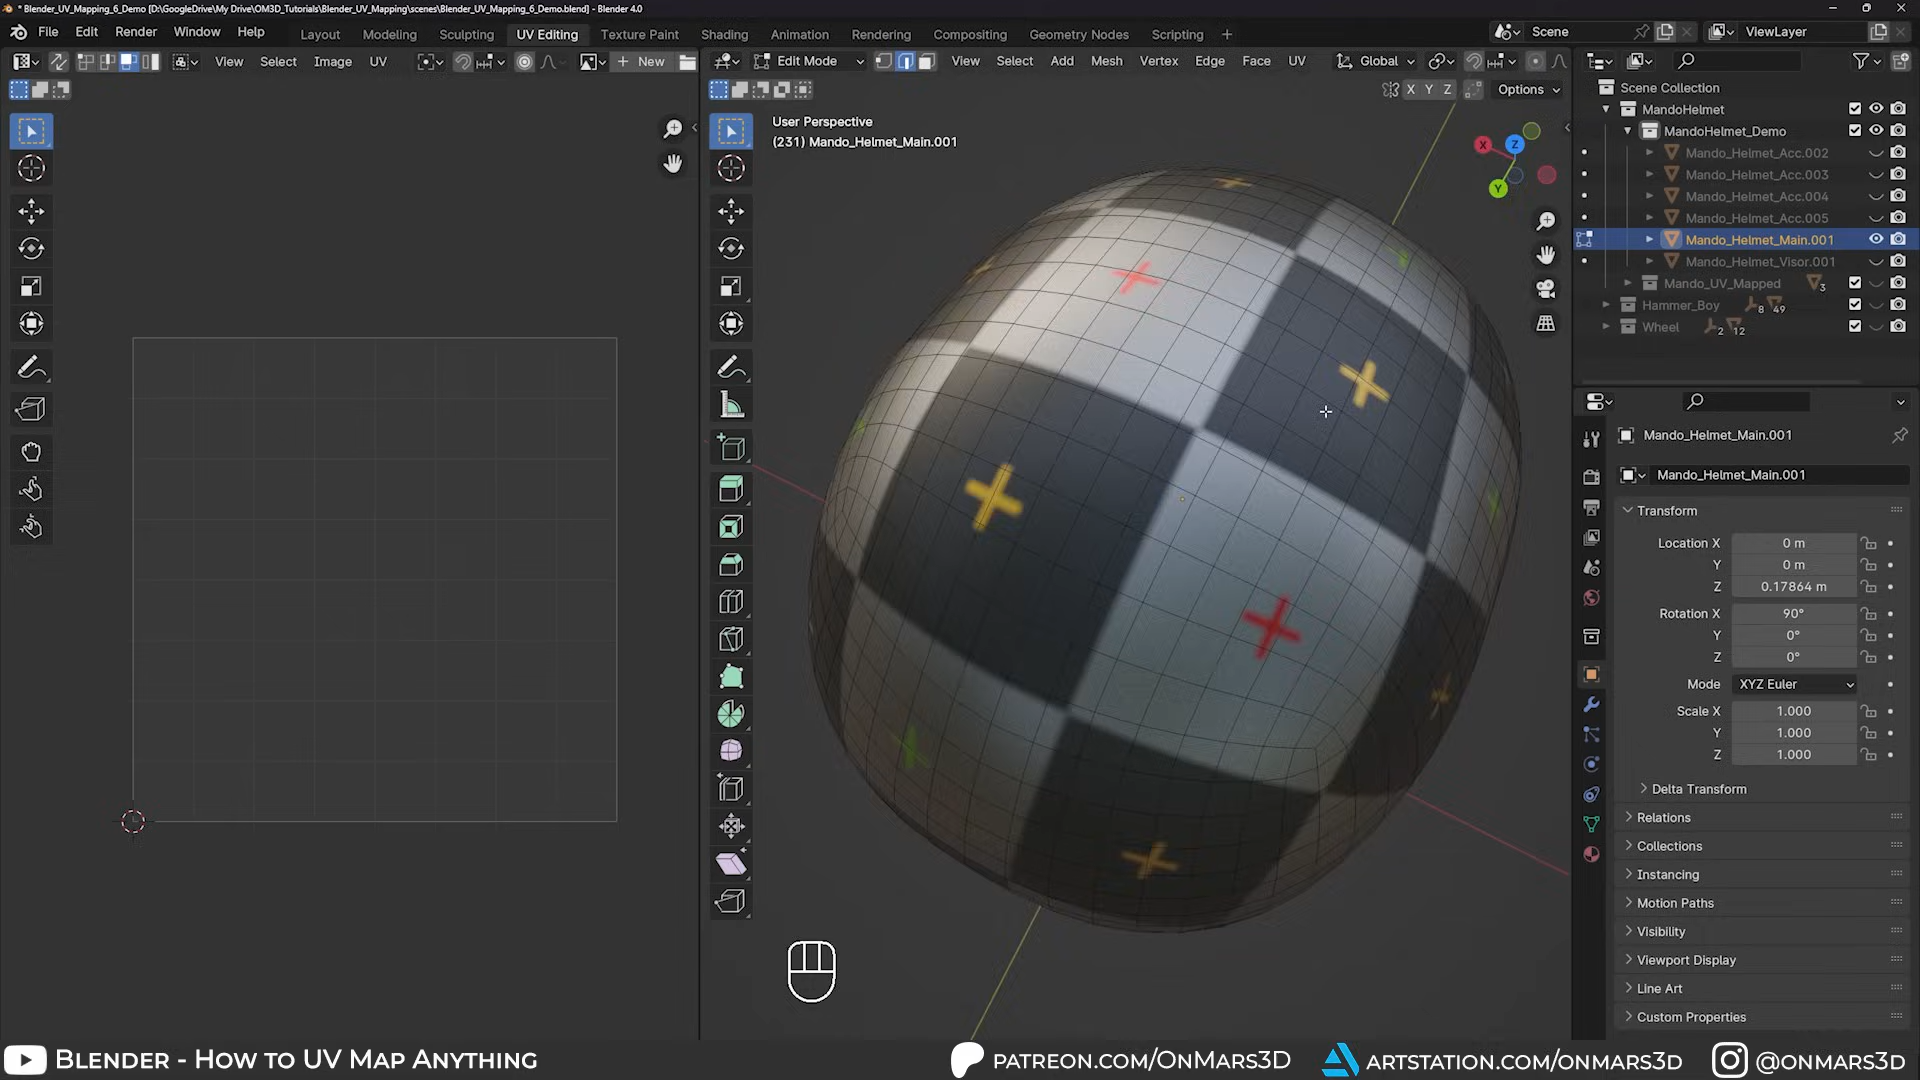 * Blender_UV_Mapping_6_Demo [D:\GoogleDrive\My Drive\OM3D_Tutorials\Blender_UV_Mapping\scenes\Blender_UV_Mapping_6_Demo.blend] - Blender 4.0
File Edit Render Window Help Layout Modeling Sculpting UV Editing Texture Paint Shading Animation Rendering Compositing Geometry Nodes Scripting + Scene ViewLayer
View Select Image UV + New Edit Mode View Select Add Mesh Vertex Edge Face UV Global
X Y Z Options
Scene Collection
MandoHelmet
MandoHelmet_Demo
Mando_Helmet_Acc.002
Mando_Helmet_Acc.003
Mando_Helmet_Acc.004
Mando_Helmet_Acc.005
Mando_Helmet_Main.001
Mando_Helmet_Visor.001
Mando_UV_Mapped 3
Hammer_Boy 8 49
Wheel 2 12
User Perspective
(231) Mando_Helmet_Main.001
X Z Y
Mando_Helmet_Main.001
Mando_Helmet_Main.001
Transform
Location X 0 m
Y 0 m
Z 0.17864 m
Rotation X 90°
Y 0°
Z 0°
Mode XYZ Euler
Scale X 1.000
Y 1.000
Z 1.000
Delta Transform
Relations
Collections
Instancing
Motion Paths
Visibility
Viewport Display
Line Art
Custom Properties
Blender - How to UV Map Anything patreon.com/OnMars3D artstation.com/onmars3d @onmars3d